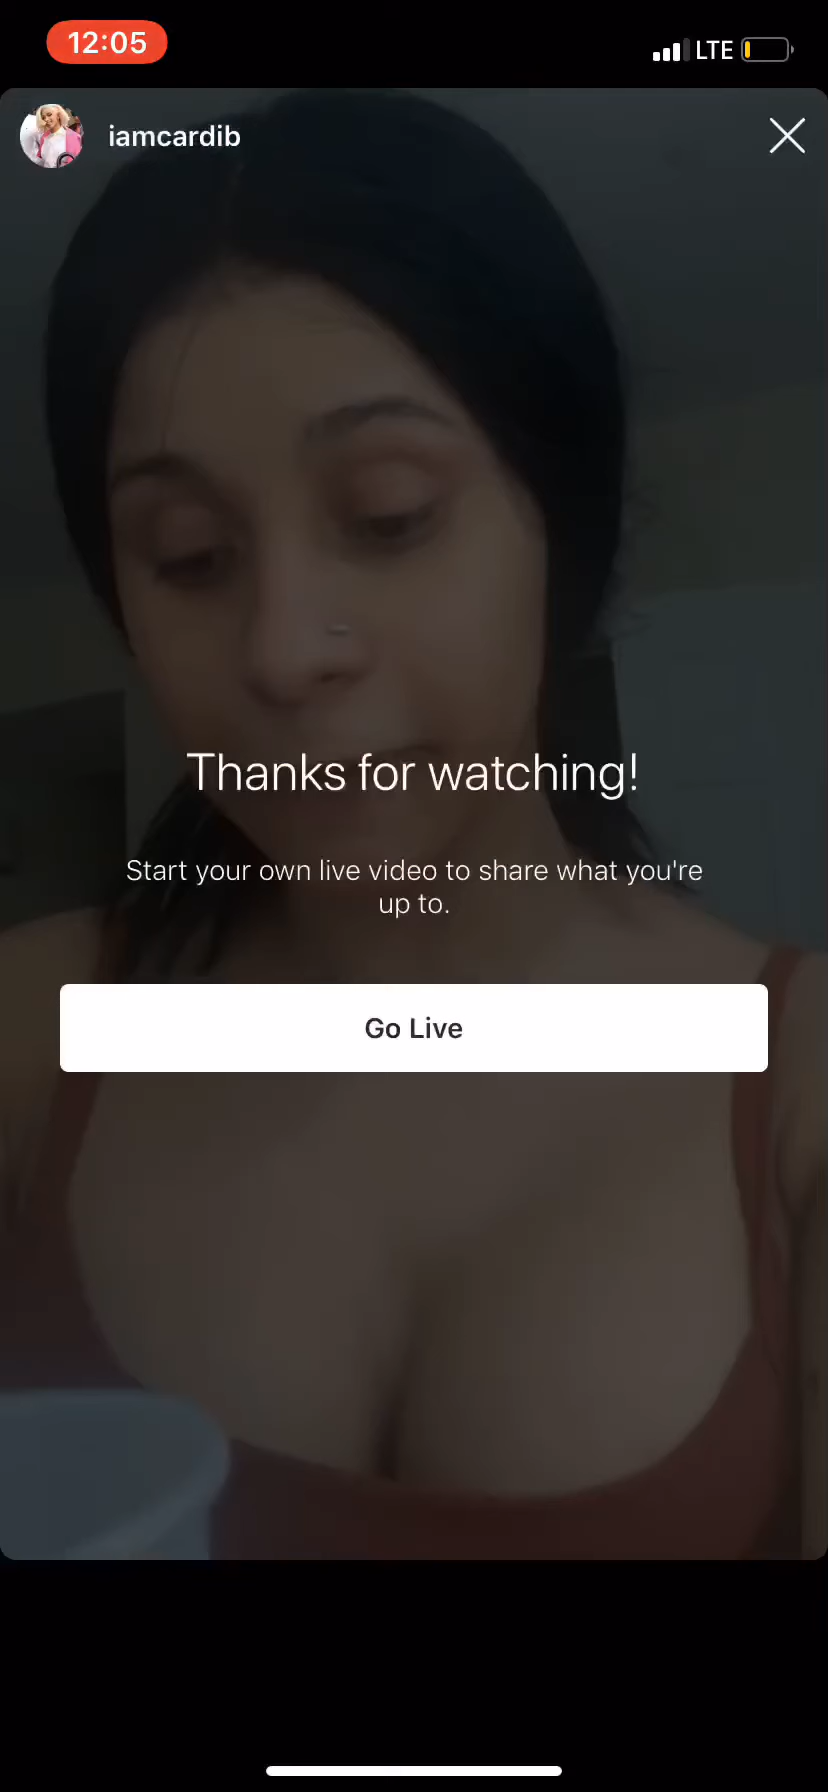 12:05
LTE
iamcardib
Thanks for watching!
Start your own live video to share what you're
up to.
Go Live